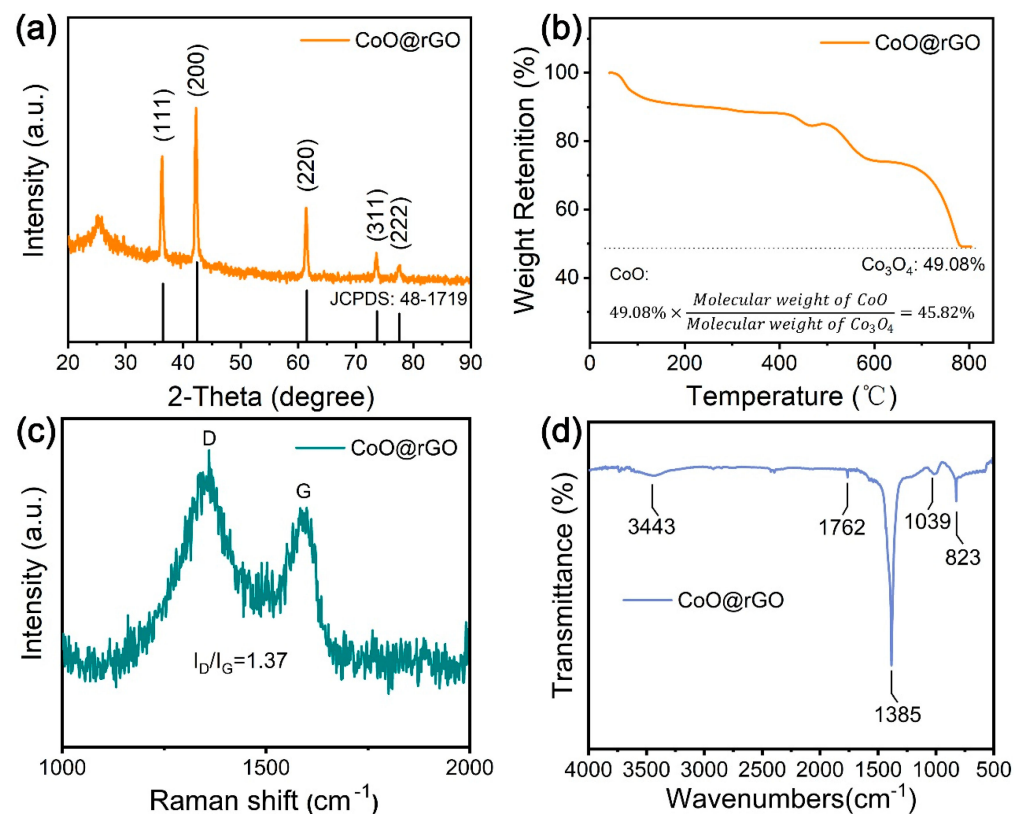 (a)
CoO@rGO
(111)
(200)
(220)
(311)
(222)
JCPDS: 48-1719
Intensity (a.u.)
20 30 40 50 60 70 80 90
2-Theta (degree)
(b)
CoO@rGO
100
80
60
40
Weight Retenition (%)
Co₃O₄: 49.08%
CoO:
49.08% × Molecular weight of CoO / Molecular weight of Co₃O₄ = 45.82%
0 200 400 600 800
Temperature (℃)
(c)
D
CoO@rGO
G
I_D/I_G=1.37
Intensity (a.u.)
1000 1500 2000
Raman shift (cm⁻¹)
(d)
3443
1762
1039
823
CoO@rGO
1385
Transmittance (%)
4000 3500 3000 2500 2000 1500 1000 500
Wavenumbers(cm⁻¹)